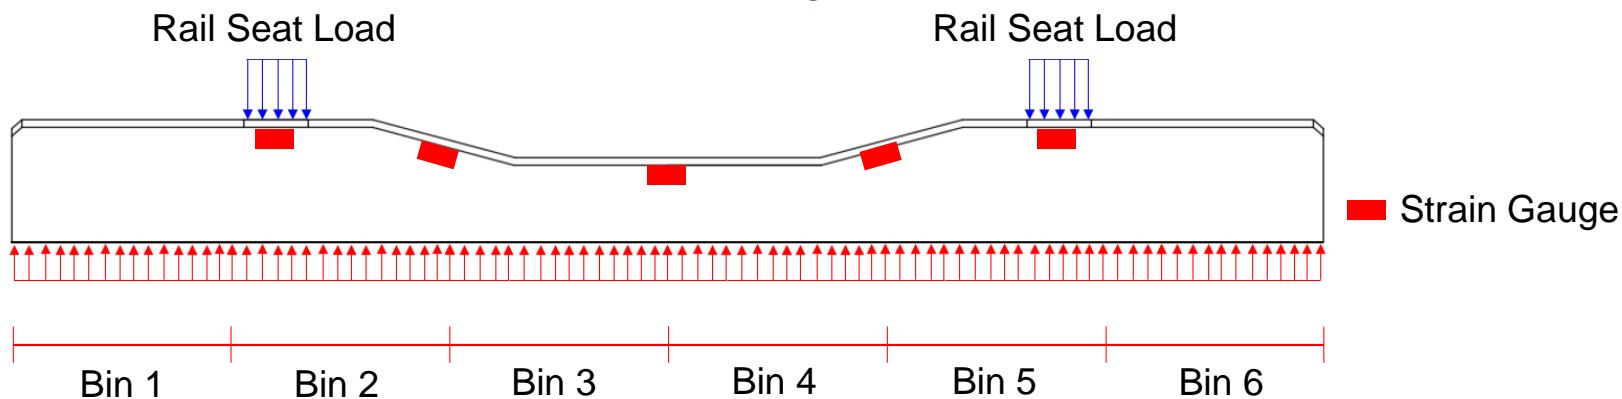 Rail Seat Load
Rail Seat Load
Strain Gauge
Bin 1
Bin 2
Bin 3
Bin 4
Bin 5
Bin 6